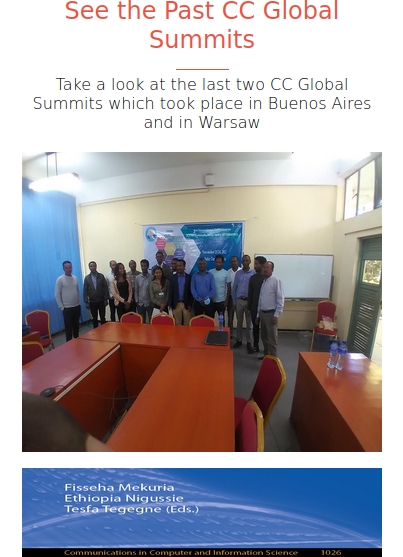 See the Past CC Global
Summits
Take a look at the last two CC Global
Summits which took place in Buenos Aires
and in Warsaw
Fisseha Mekuria
Ethiopia Nigussie
Tesfa Tegegne (Eds.)
Communications in Computer and Information Science 1026